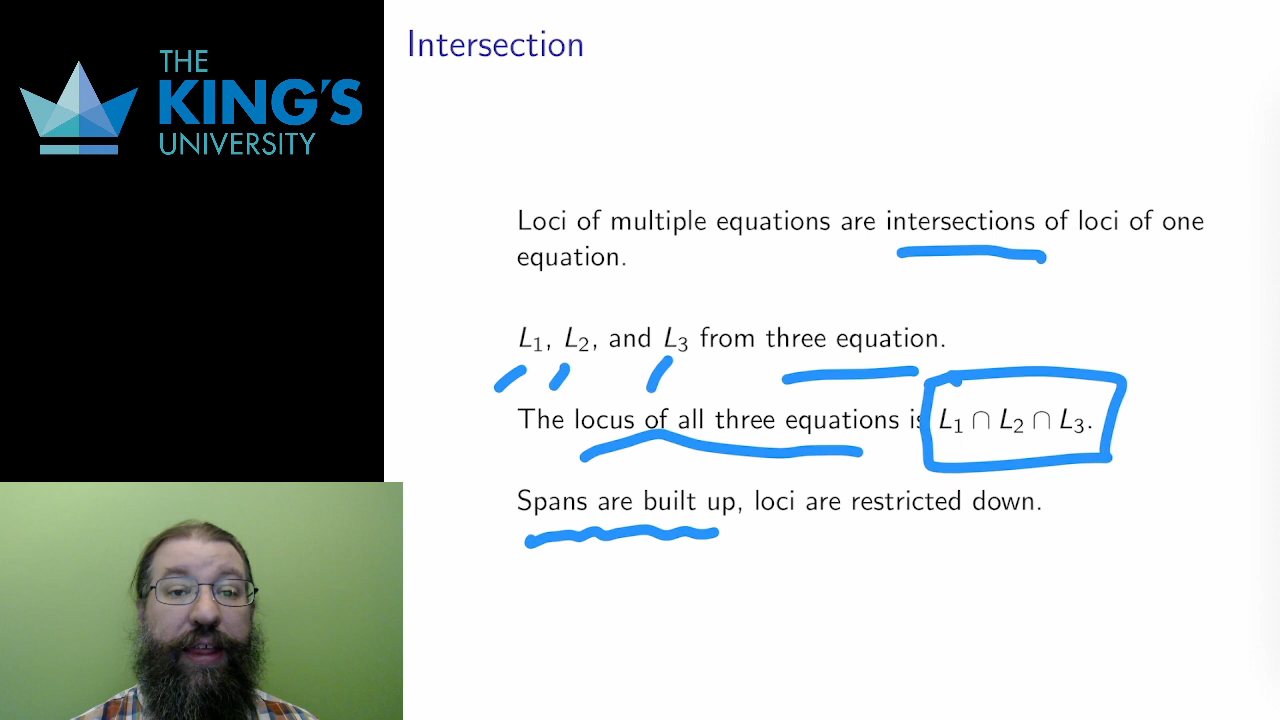 THE
KING'S
UNIVERSITY
Intersection
Loci of multiple equations are intersections of loci of one
equation.
L₁, L₂, and L₃ from three equation.
The locus of all three equations is L₁ ∩ L₂ ∩ L₃.
Spans are built up, loci are restricted down.